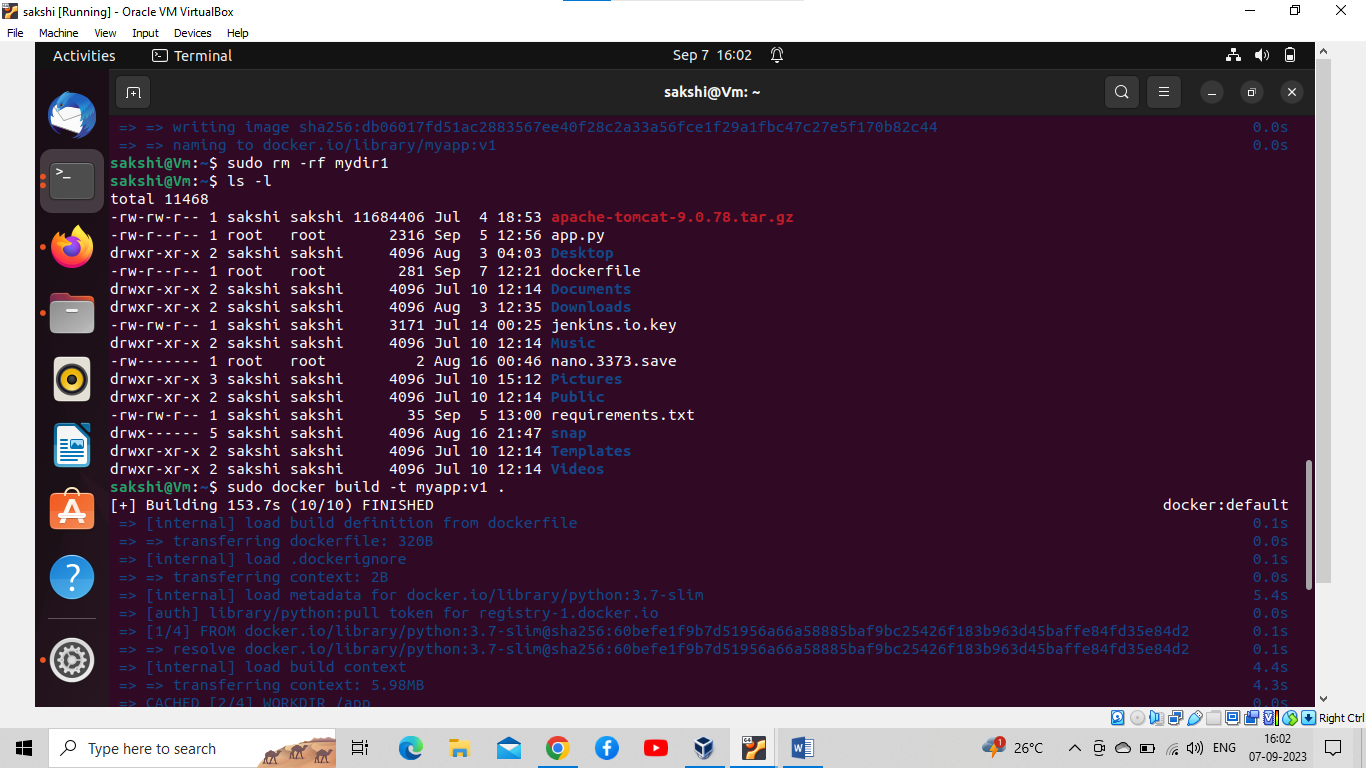 sakshi [Running] - Oracle VM VirtualBox
File Machine View Input Devices Help
Activities Terminal Sep 7 16:02
sakshi@Vm: ~
=> => writing image sha256:db06017fd51ac2883567ee40f28c2a33a56fce1f29a1fbc47c27e5f170b82c44 0.0s
=> => naming to docker.io/library/myapp:v1 0.0s
sakshi@Vm:~$ sudo rm -rf mydir1
sakshi@Vm:~$ ls -l
total 11468
-rw-rw-r-- 1 sakshi sakshi 11684406 Jul 4 18:53 apache-tomcat-9.0.78.tar.gz
-rw-r--r-- 1 root root 2316 Sep 5 12:56 app.py
drwxr-xr-x 2 sakshi sakshi 4096 Aug 3 04:03 Desktop
-rw-r--r-- 1 root root 281 Sep 7 12:21 dockerfile
drwxr-xr-x 2 sakshi sakshi 4096 Jul 10 12:14 Documents
drwxr-xr-x 2 sakshi sakshi 4096 Aug 3 12:35 Downloads
-rw-rw-r-- 1 sakshi sakshi 3171 Jul 14 00:25 jenkins.io.key
drwxr-xr-x 2 sakshi sakshi 4096 Jul 10 12:14 Music
-rw------- 1 root root 2 Aug 16 00:46 nano.3373.save
drwxr-xr-x 3 sakshi sakshi 4096 Jul 10 15:12 Pictures
drwxr-xr-x 2 sakshi sakshi 4096 Jul 10 12:14 Public
-rw-rw-r-- 1 sakshi sakshi 35 Sep 5 13:00 requirements.txt
drwx------ 5 sakshi sakshi 4096 Aug 16 21:47 snap
drwxr-xr-x 2 sakshi sakshi 4096 Jul 10 12:14 Templates
drwxr-xr-x 2 sakshi sakshi 4096 Jul 10 12:14 Videos
sakshi@Vm:~$ sudo docker build -t myapp:v1 .
[+] Building 153.7s (10/10) FINISHED docker:default
=> [internal] load build definition from dockerfile 0.1s
=> => transferring dockerfile: 320B 0.0s
=> [internal] load .dockerignore 0.1s
=> => transferring context: 2B 0.0s
=> [internal] load metadata for docker.io/library/python:3.7-slim 5.4s
=> [auth] library/python:pull token for registry-1.docker.io 0.0s
=> [1/4] FROM docker.io/library/python:3.7-slim@sha256:60befe1f9b7d51956a66a58885baf9bc25426f183b963d45baffe84fd35e84d2 0.1s
=> => resolve docker.io/library/python:3.7-slim@sha256:60befe1f9b7d51956a66a58885baf9bc25426f183b963d45baffe84fd35e84d2 0.1s
=> [internal] load build context 4.4s
=> => transferring context: 5.98MB 4.3s
=> CACHED [2/4] WORKDIR /app 0.0s
Right Ctrl
Type here to search
26°C
ENG
16:02
07-09-2023